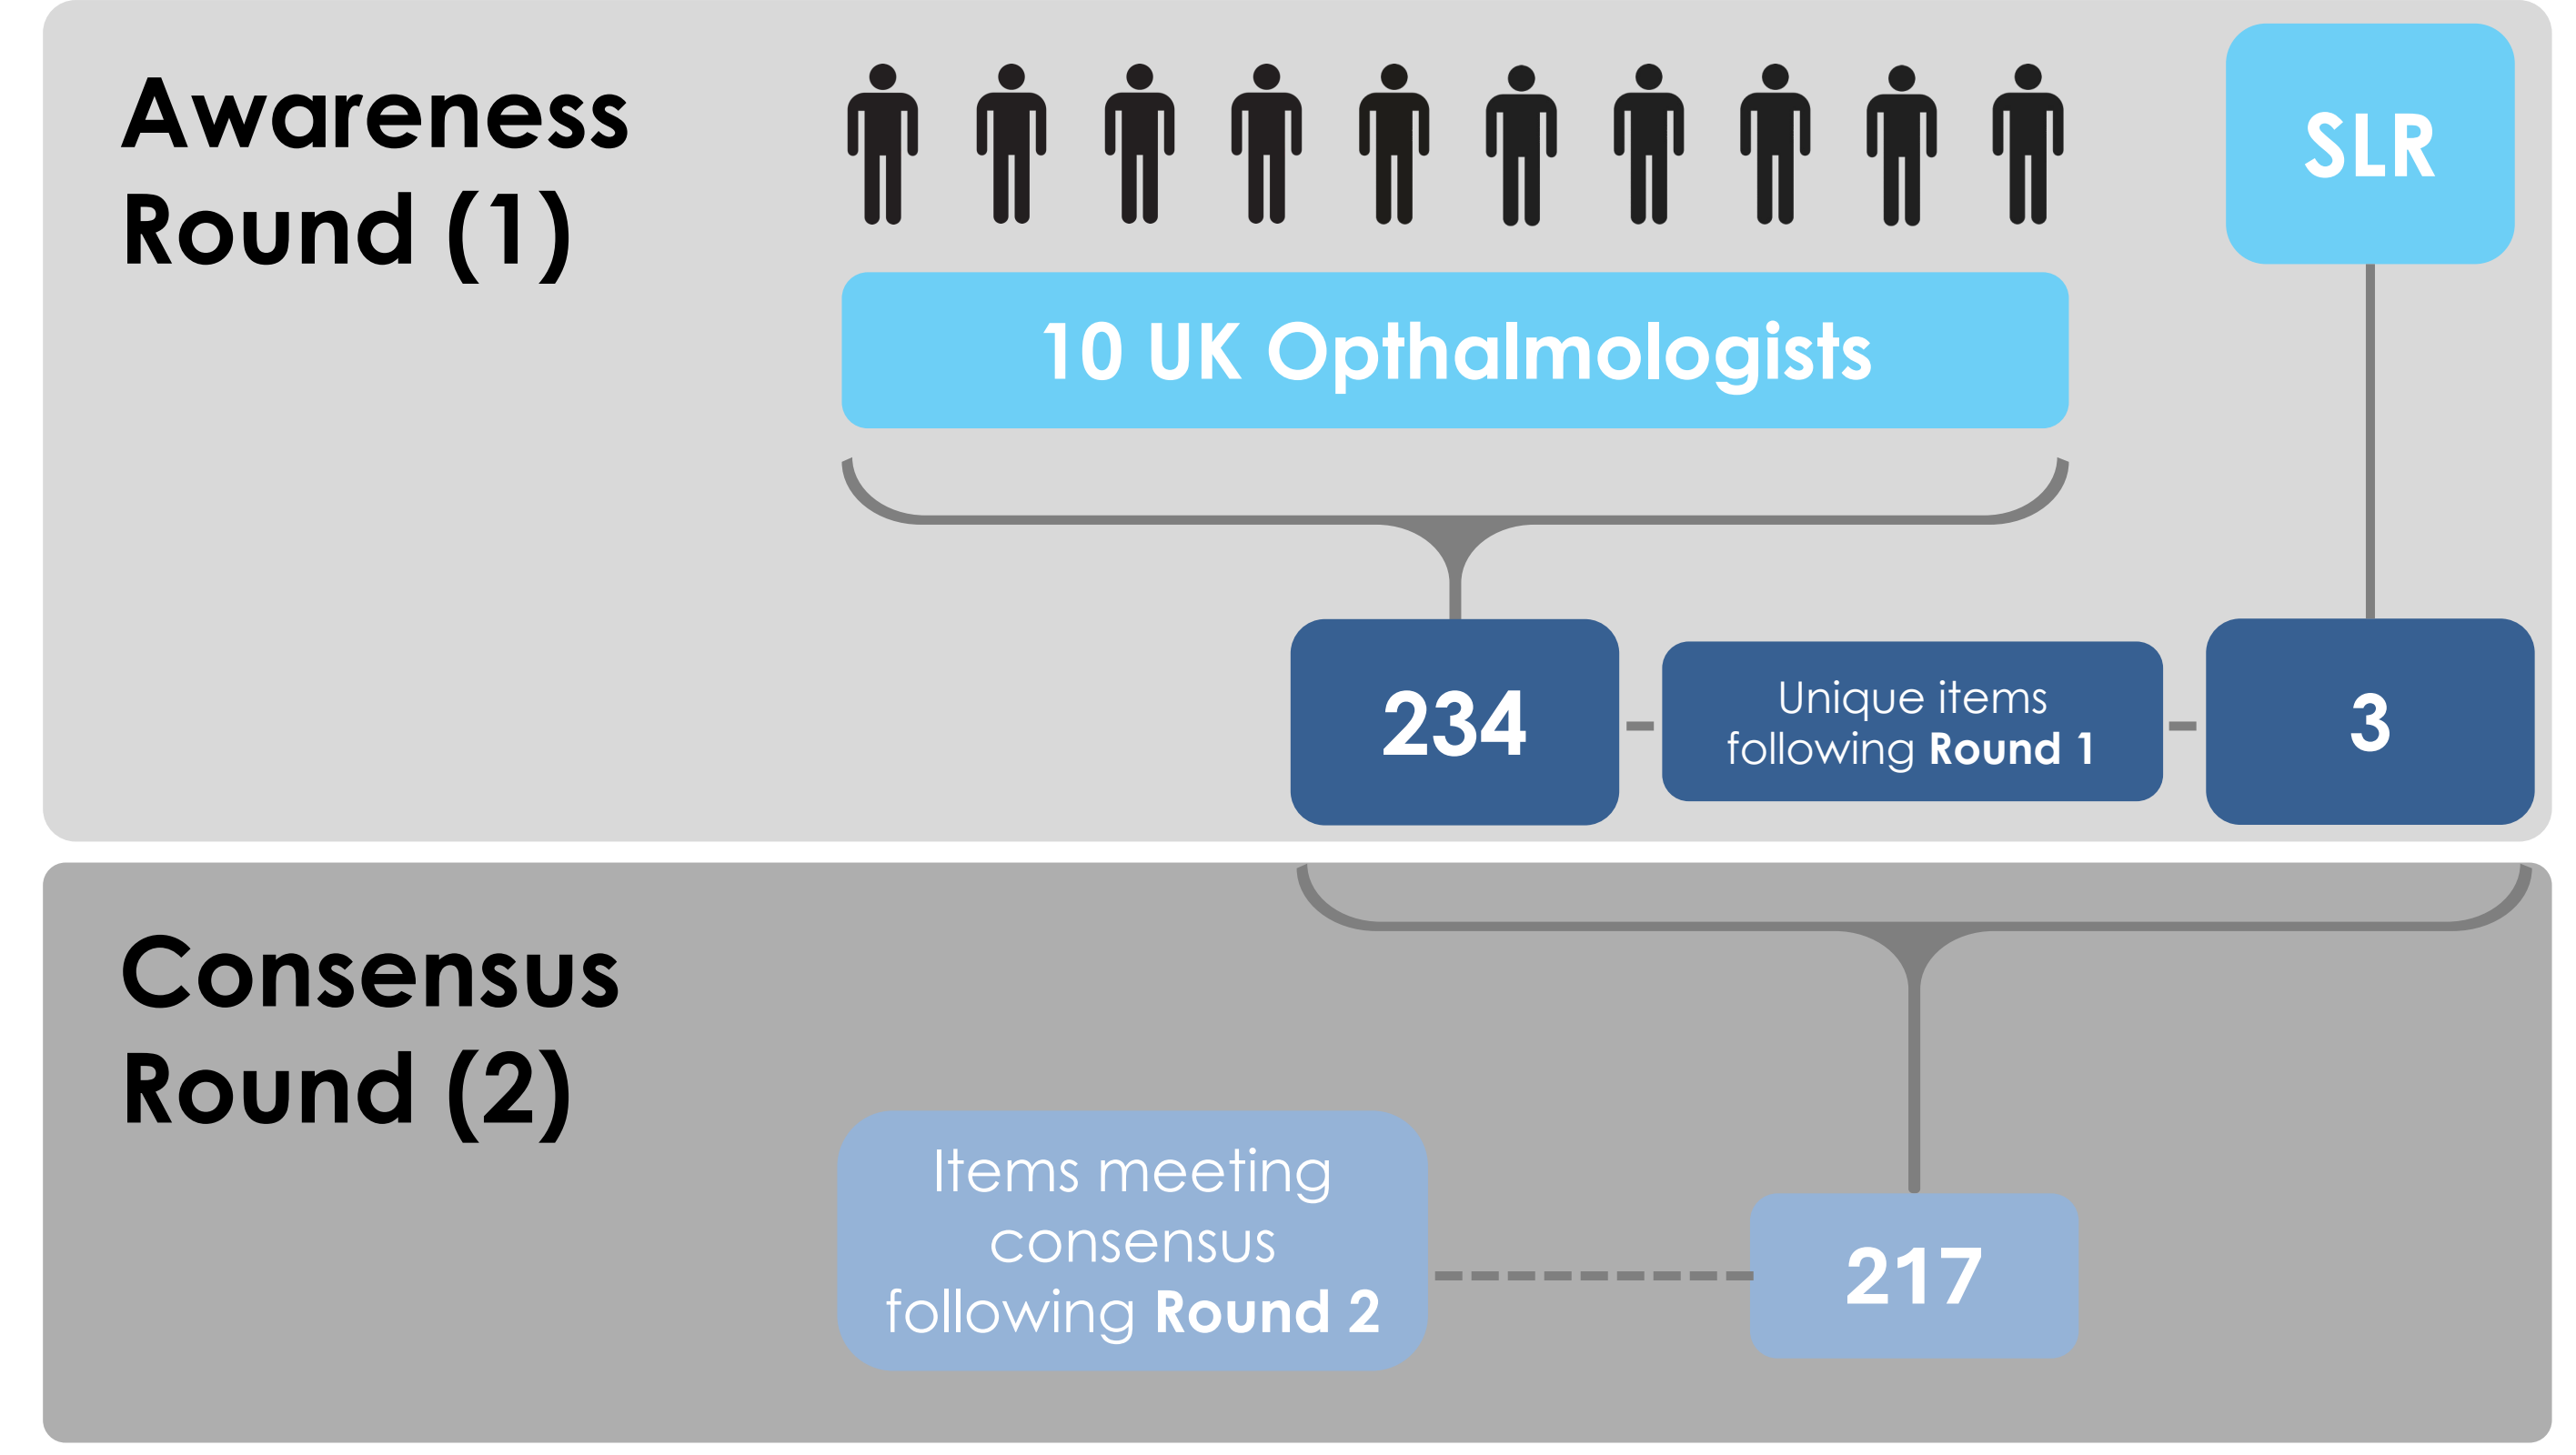 Awareness
Round (1)
SLR
10 UK Opthalmologists
234
Unique items
following Round 1
3
Consensus
Round (2)
Items meeting
consensus
following Round 2
217